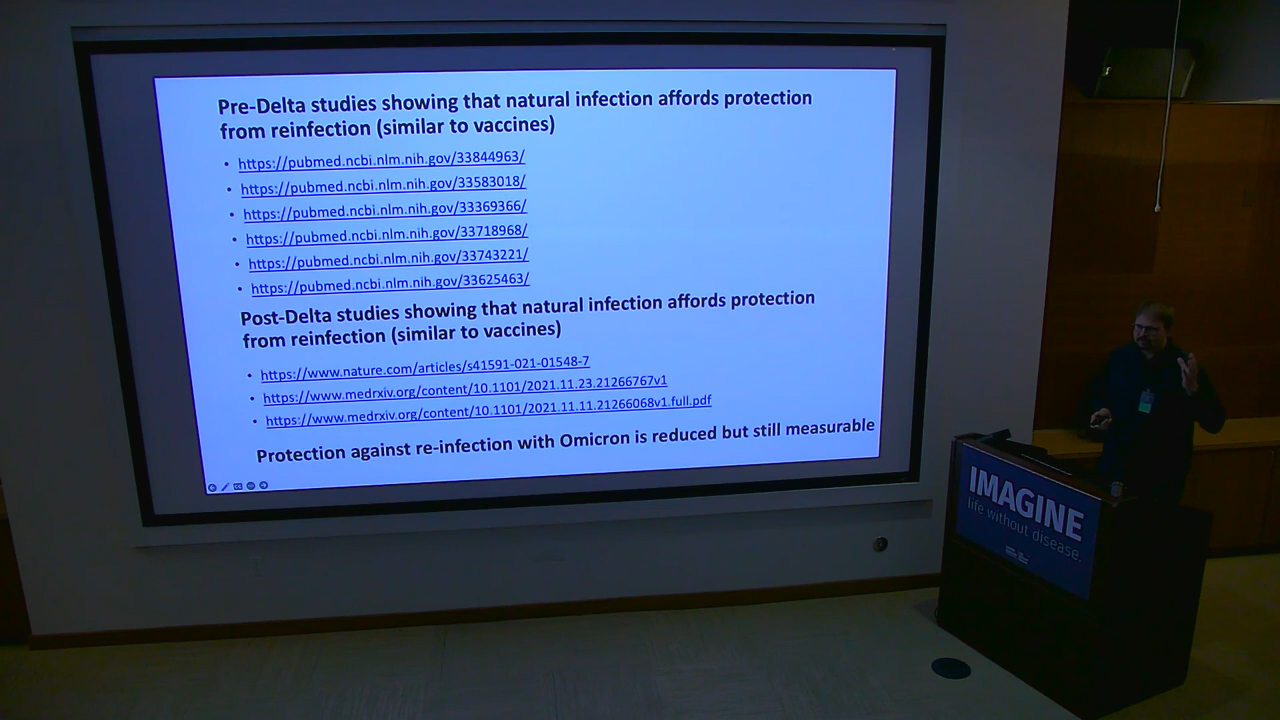 Pre-Delta studies showing that natural infection affords protection
from reinfection (similar to vaccines)
• https://pubmed.ncbi.nlm.nih.gov/33844963/
• https://pubmed.ncbi.nlm.nih.gov/33583018/
• https://pubmed.ncbi.nlm.nih.gov/33369366/
• https://pubmed.ncbi.nlm.nih.gov/33718968/
• https://pubmed.ncbi.nlm.nih.gov/33743221/
• https://pubmed.ncbi.nlm.nih.gov/33625463/
Post-Delta studies showing that natural infection affords protection
from reinfection (similar to vaccines)
• https://www.nature.com/articles/s41591-021-01548-7
• https://www.medrxiv.org/content/10.1101/2021.11.23.21266767v1
• https://www.medrxiv.org/content/10.1101/2021.11.11.21266068v1.full.pdf
Protection against re-infection with Omicron is reduced but still measurable
IMAGINE
life without disease.